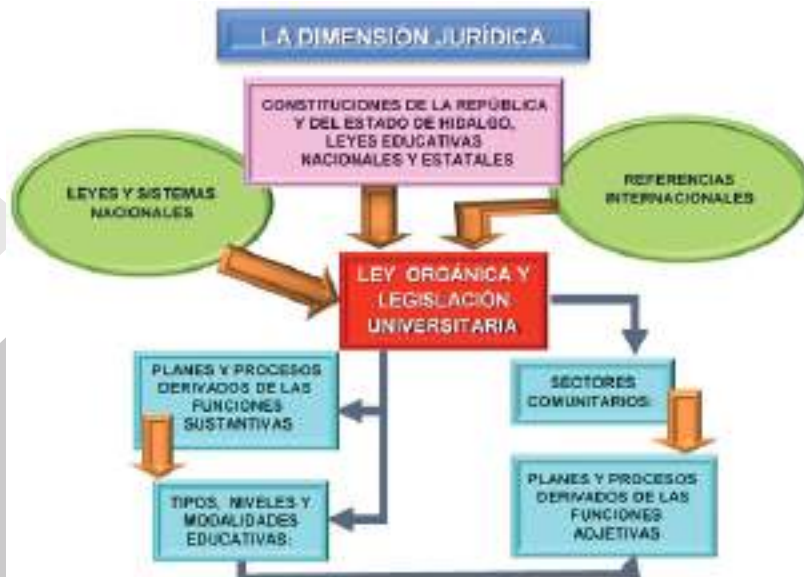 LA DIMENSIÓN JURÍDICA
CONSTITUCIONES DE LA REPÚBLICA
Y DEL ESTADO DE HIDALGO,
LEYES EDUCATIVAS
NACIONALES Y ESTATALES
LEYES Y SISTEMAS
NACIONALES
REFERENCIAS
INTERNACIONALES
LEY ORGÁNICA Y
LEGISLACIÓN
UNIVERSITARIA
PLANES Y PROCESOS
DERIVADOS DE LAS
FUNCIONES
SUSTANTIVAS
SECTORES
COMUNITARIOS:
TIPOS, NIVELES Y
MODALIDADES
EDUCATIVAS:
PLANES Y PROCESOS
DERIVADOS DE LAS
FUNCIONES
ADJETIVAS